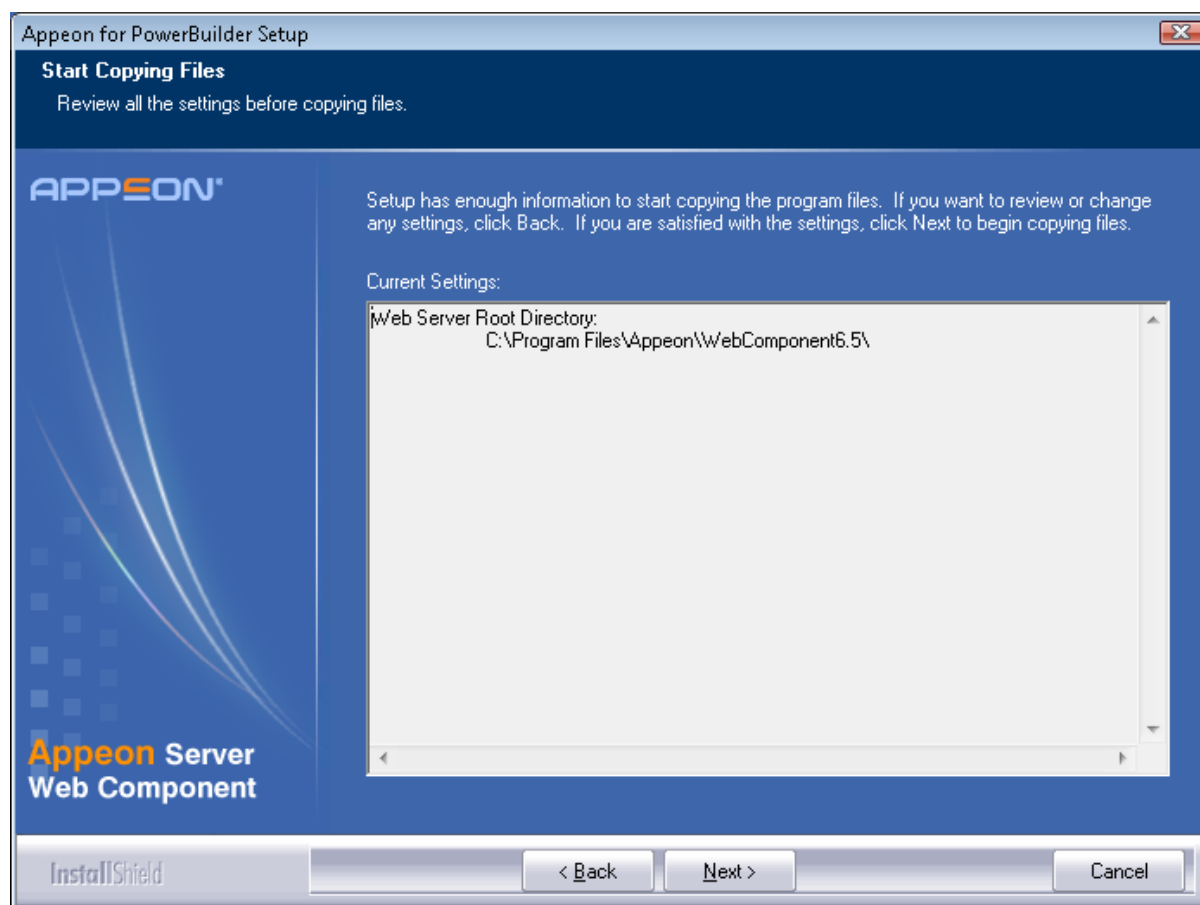 Appeon for PowerBuilder Setup
Start Copying Files
Review all the settings before copying files.
APPEON®
Setup has enough information to start copying the program files. If you want to review or change
any settings, click Back. If you are satisfied with the settings, click Next to begin copying files.
Current Settings:
Web Server Root Directory:
C:\Program Files\Appeon\WebComponent6.5\
Appeon Server
Web Component
InstallShield
< Back
Next >
Cancel